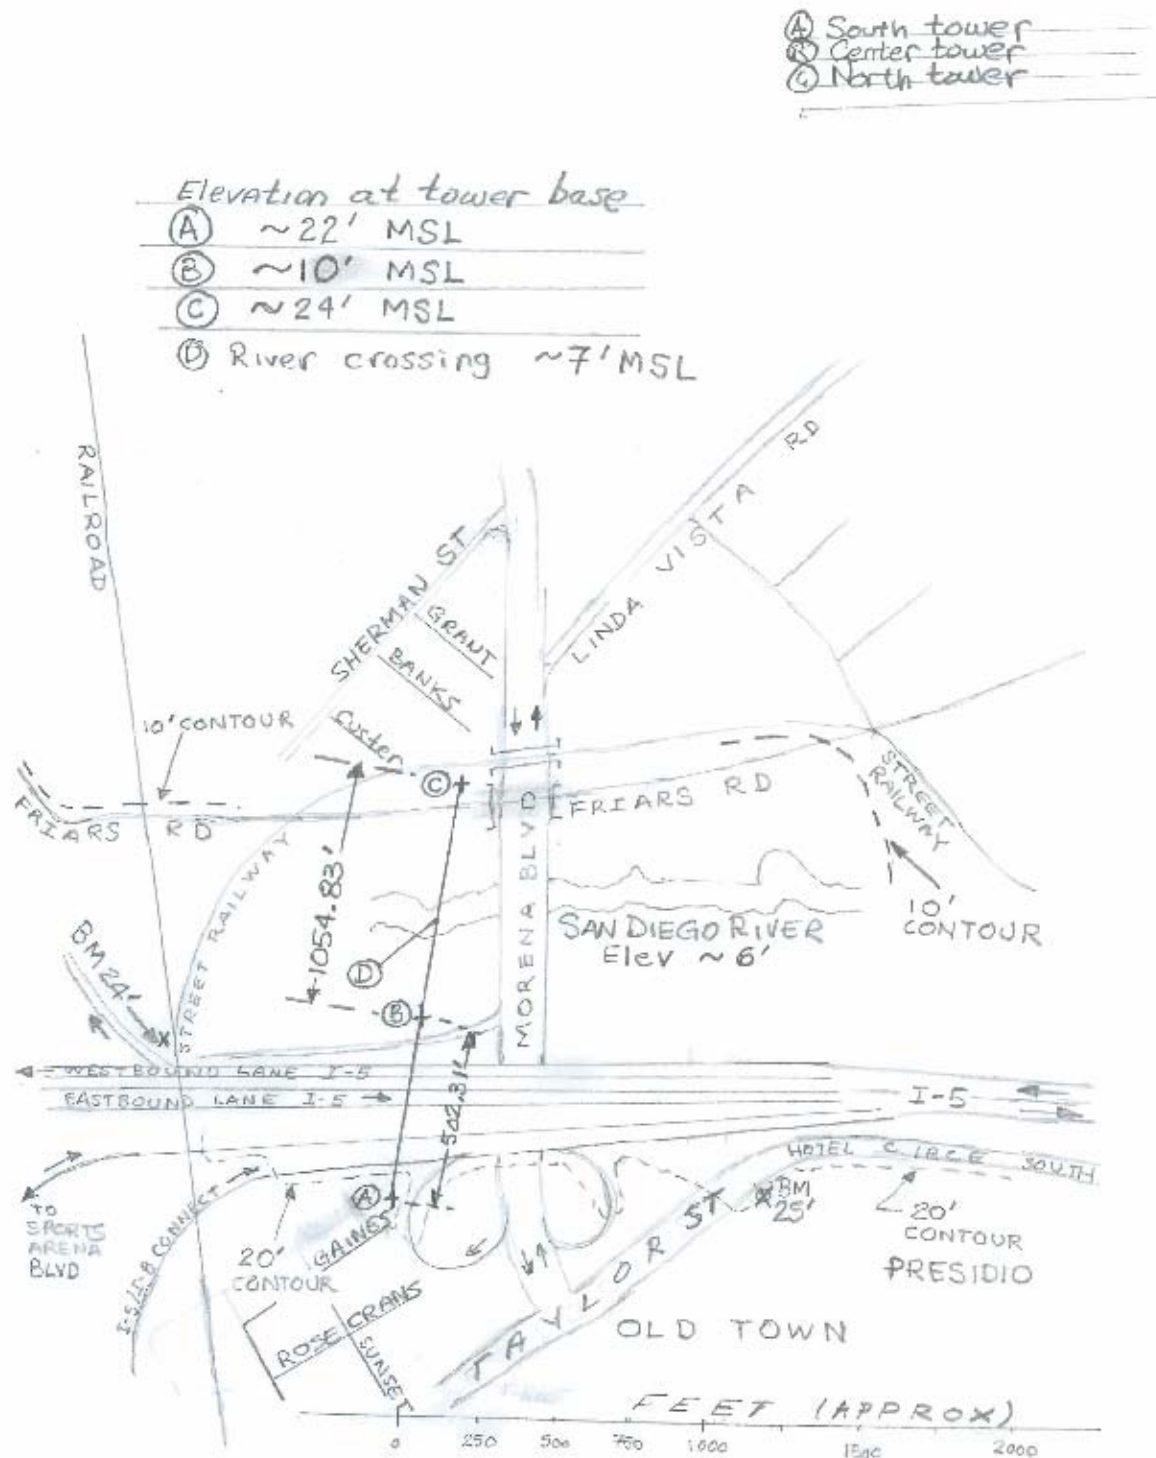 Ⓐ South tower
Ⓑ Center tower
Ⓒ North tower
Elevation at tower base
Ⓐ ~22' MSL
Ⓑ ~10' MSL
Ⓒ ~24' MSL
Ⓓ River crossing ~7' MSL
RAILROAD
SHERMAN ST
GRANT
BANKS
Custer
LINDA VISTA RD
10' CONTOUR
Ⓒ
FRIARS RD
FRIARS RD
STREET RAILWAY
STREET RAILWAY
MORENA BLVD
1054.83'
10'
CONTOUR
SAN DIEGO RIVER
Elev ~ 6'
Ⓓ
BM 24'
X
Ⓑ
WESTBOUND LANE I-5
EASTBOUND LANE I-5
I-5
502.31'
HOTEL CIRCE SOUTH
Ⓐ
BM
25'
TO
SPORTS
ARENA
BLVD
I-5/I-8 CONNECT
20'
CONTOUR
GAINES
20'
CONTOUR
PRESIDIO
ROSECRANS
SUNSET
TAYLOR ST
OLD TOWN
FEET (APPROX)
0 250 500 750 1000 1500 2000